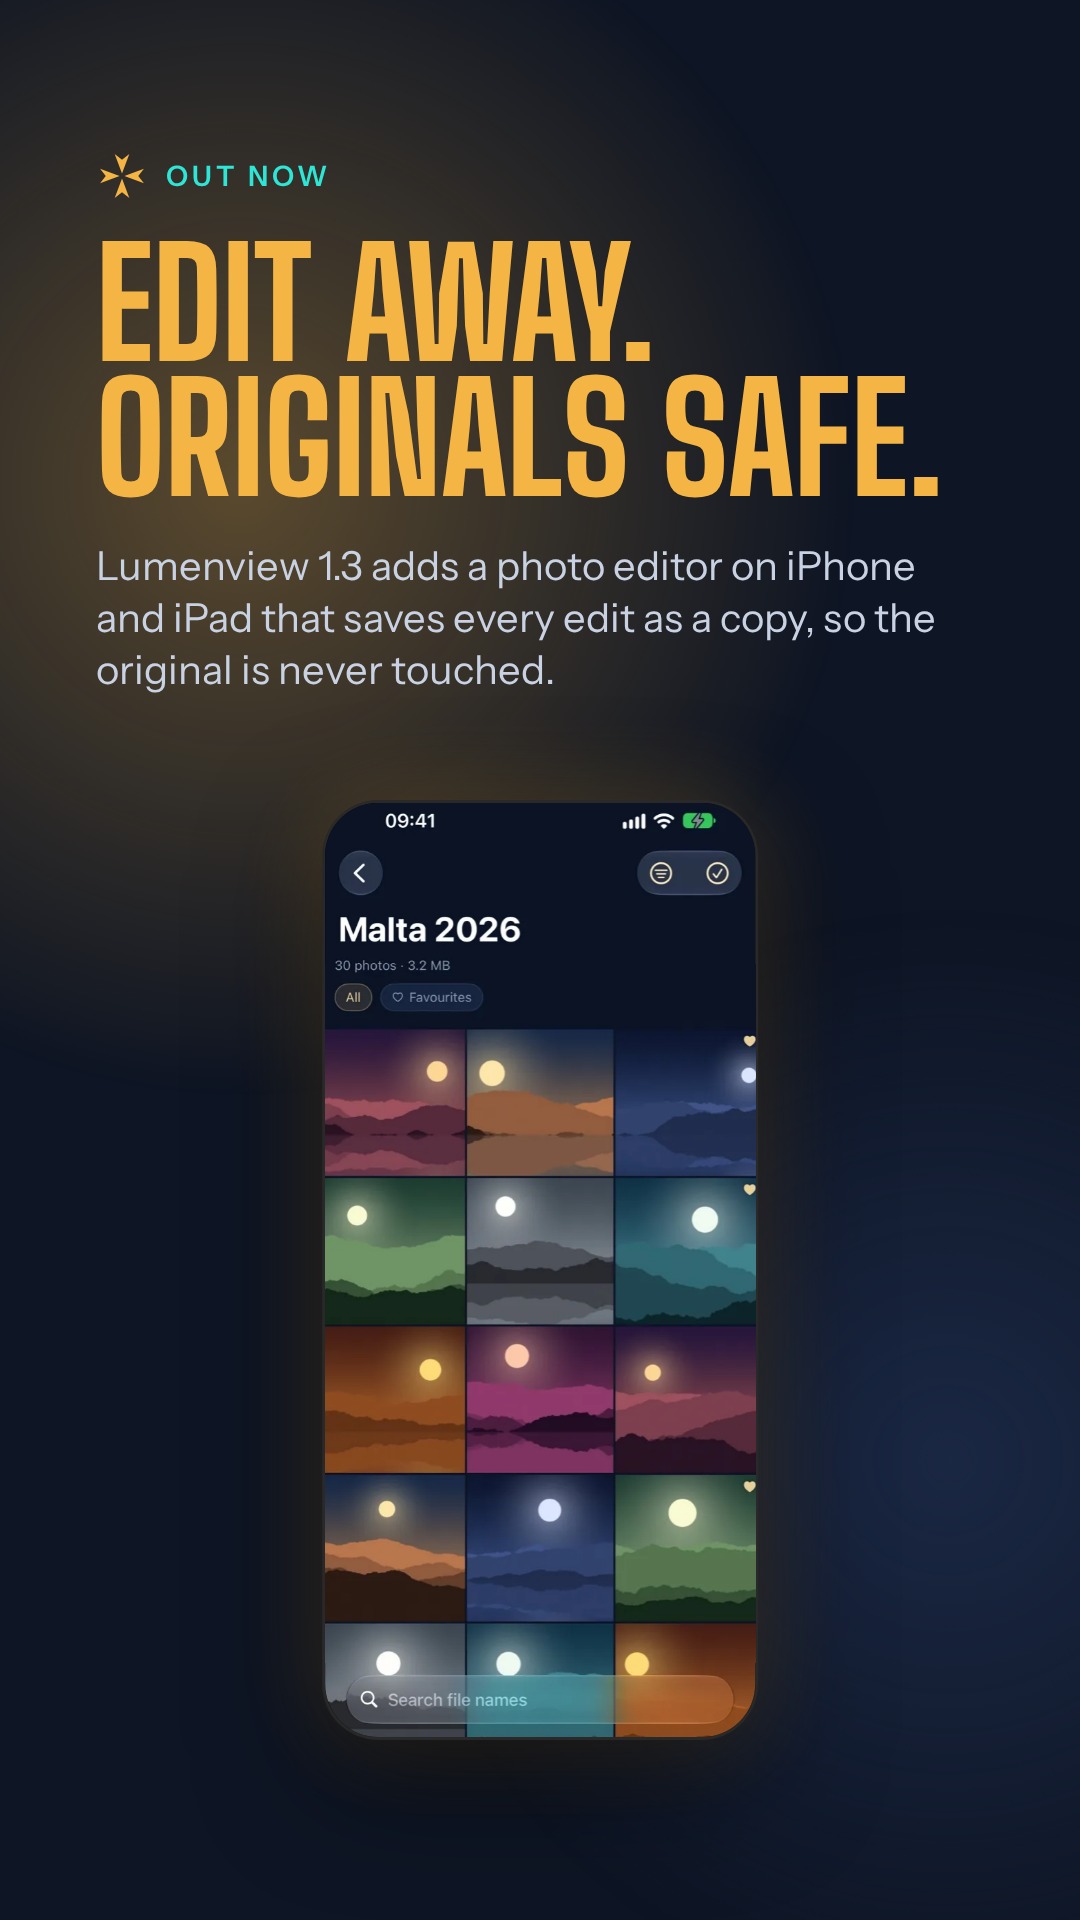 OUT NOW
EDIT AWAY.
ORIGINALS SAFE.
Lumenview 1.3 adds a photo editor on iPhone
and iPad that saves every edit as a copy, so the
original is never touched.
09:41
Malta 2026
30 photos · 3.2 MB
All
Favourites
Search file names